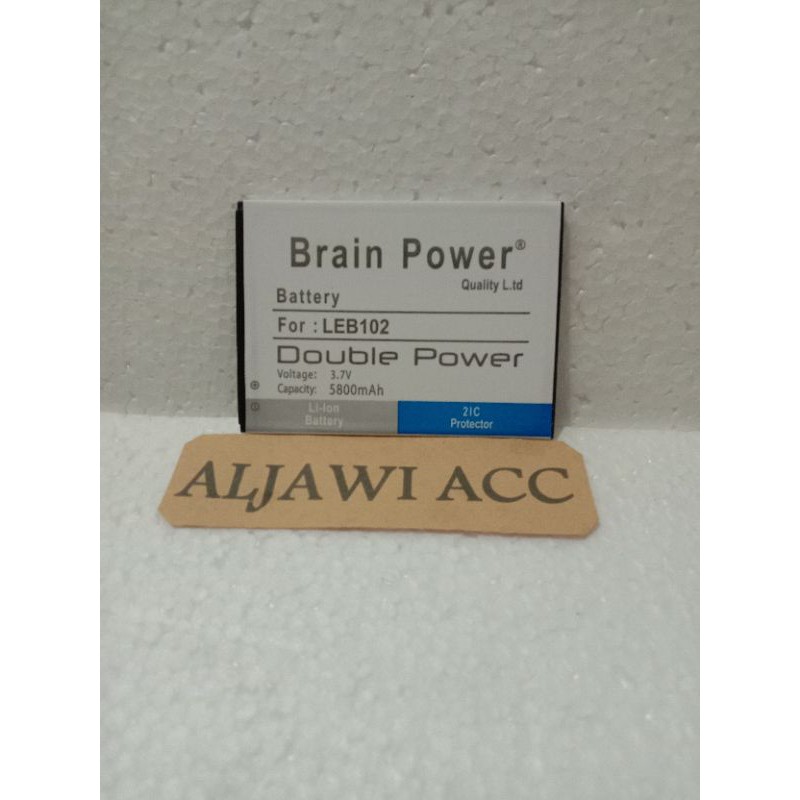 Brain Power®
Quality L.td
Battery
For : LEB102
Double Power
Voltage: 3.7V
Capacity: 5800mAh
Li-Ion
Battery
2IC
Protector
ALJAWI ACC